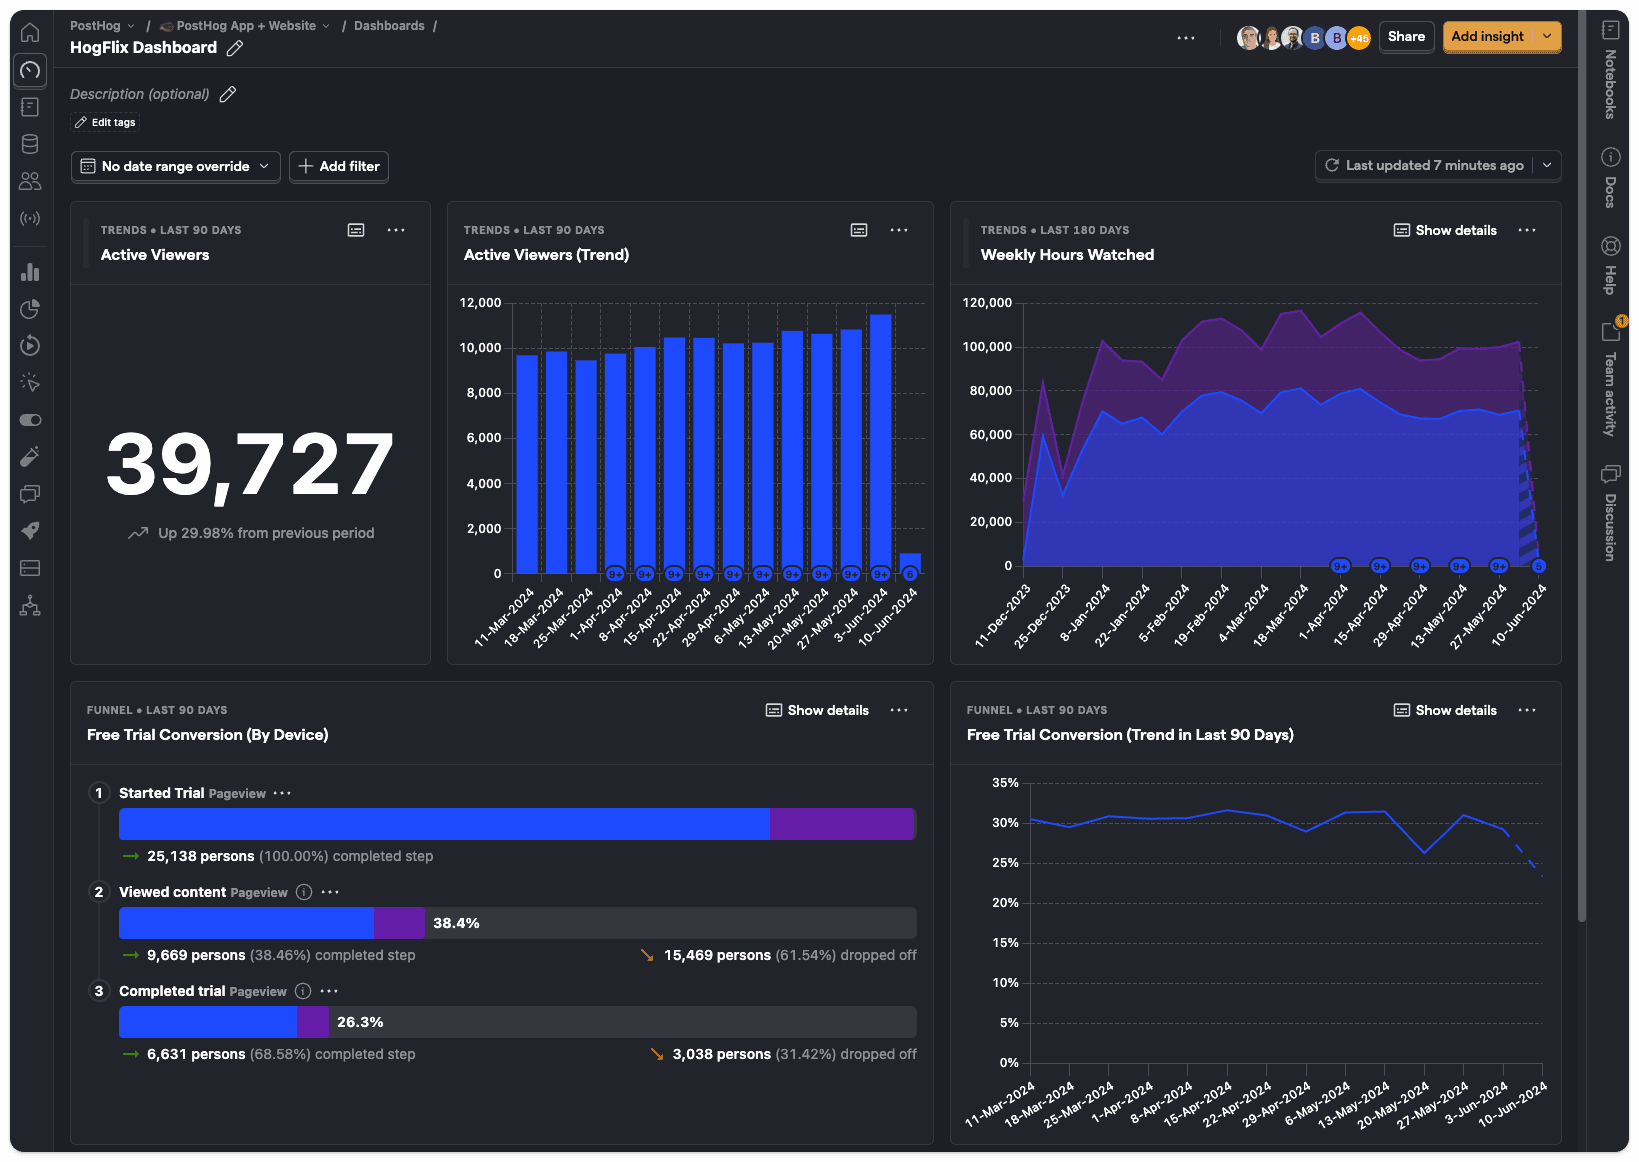 PostHog / PostHog App + Website / Dashboards /
HogFlix Dashboard
B B +45
Share
Add insight
Description (optional)
Edit tags
No date range override
Add filter
Last updated 7 minutes ago
TRENDS • LAST 90 DAYS
Active Viewers
39,727
Up 29.98% from previous period
TRENDS • LAST 90 DAYS
Active Viewers (Trend)
12,000
10,000
8,000
6,000
4,000
2,000
0
9+ 9+ 9+ 9+ 9+ 9+ 9+ 9+ 9+ 9+ 6
11-Mar-2024 18-Mar-2024 25-Mar-2024 1-Apr-2024 8-Apr-2024 15-Apr-2024 22-Apr-2024 29-Apr-2024 6-May-2024 13-May-2024 20-May-2024 27-May-2024 3-Jun-2024 10-Jun-2024
TRENDS • LAST 180 DAYS
Show details
Weekly Hours Watched
120,000
100,000
80,000
60,000
40,000
20,000
0
9+ 9+ 9+ 9+ 9+ 5
11-Dec-2023 25-Dec-2023 8-Jan-2024 22-Jan-2024 5-Feb-2024 19-Feb-2024 4-Mar-2024 18-Mar-2024 1-Apr-2024 15-Apr-2024 29-Apr-2024 13-May-2024 27-May-2024 10-Jun-2024
FUNNEL • LAST 90 DAYS
Show details
Free Trial Conversion (By Device)
1 Started Trial Pageview
25,138 persons (100.00%) completed step
2 Viewed content Pageview
38.4%
9,669 persons (38.46%) completed step
15,469 persons (61.54%) dropped off
3 Completed trial Pageview
26.3%
6,631 persons (68.58%) completed step
3,038 persons (31.42%) dropped off
FUNNEL • LAST 90 DAYS
Show details
Free Trial Conversion (Trend in Last 90 Days)
35%
30%
25%
20%
15%
10%
5%
0%
11-Mar-2024 18-Mar-2024 25-Mar-2024 1-Apr-2024 8-Apr-2024 15-Apr-2024 22-Apr-2024 29-Apr-2024 6-May-2024 13-May-2024 20-May-2024 27-May-2024 3-Jun-2024 10-Jun-2024
Notebooks
Docs
Help
1
Team activity
Discussion